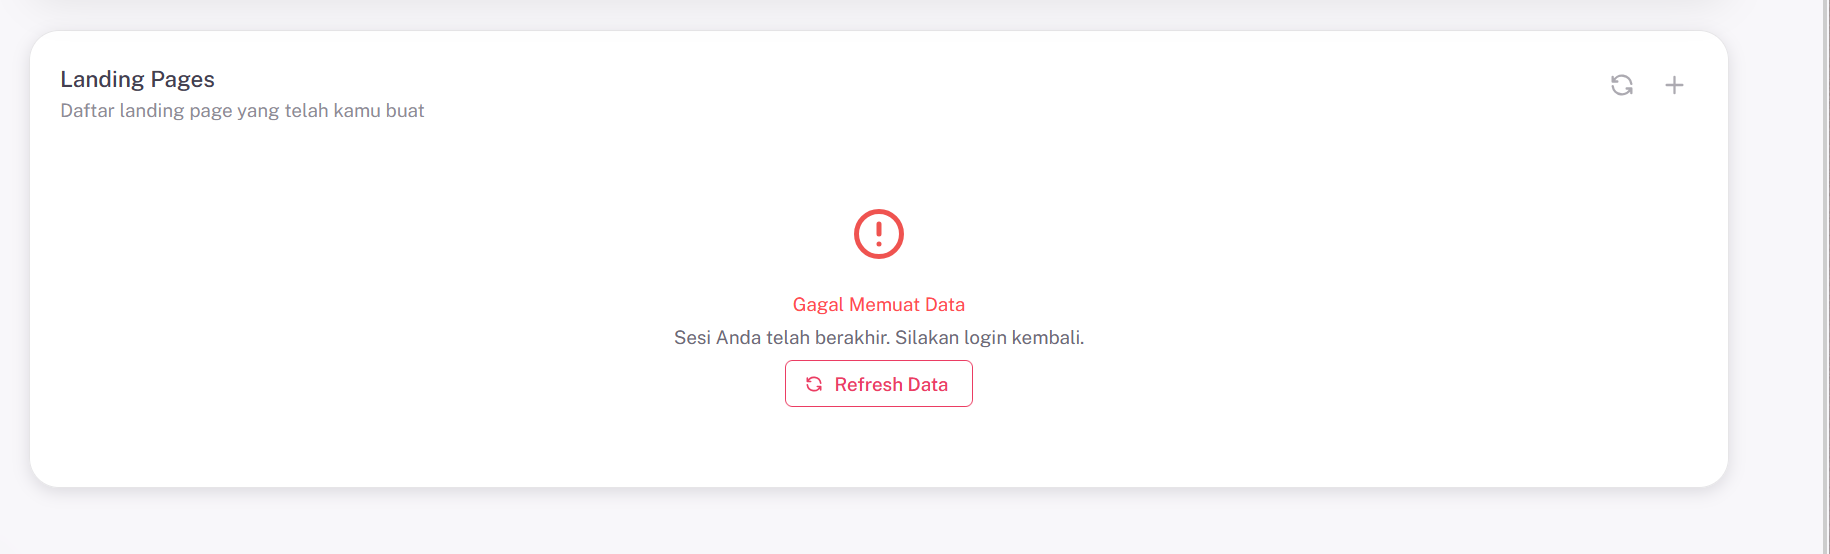 Landing Pages
Daftar landing page yang telah kamu buat
Gagal Memuat Data
Sesi Anda telah berakhir. Silakan login kembali.
Refresh Data